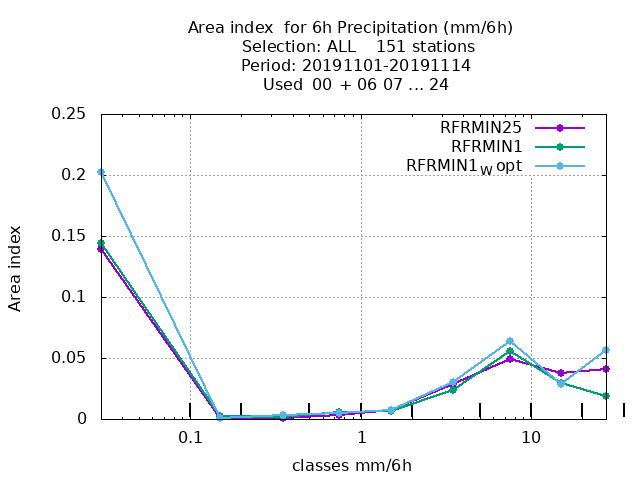 Area index  for 6h Precipitation (mm/6h)
Selection: ALL    151 stations
Period: 20191101-20191114
Used  00  + 06 07 ... 24
0.25
0.2
0.15
0.1
0.05
0
Area index
RFRMIN25
RFRMIN1
RFRMIN1W opt
0.1
1
10
classes mm/6h